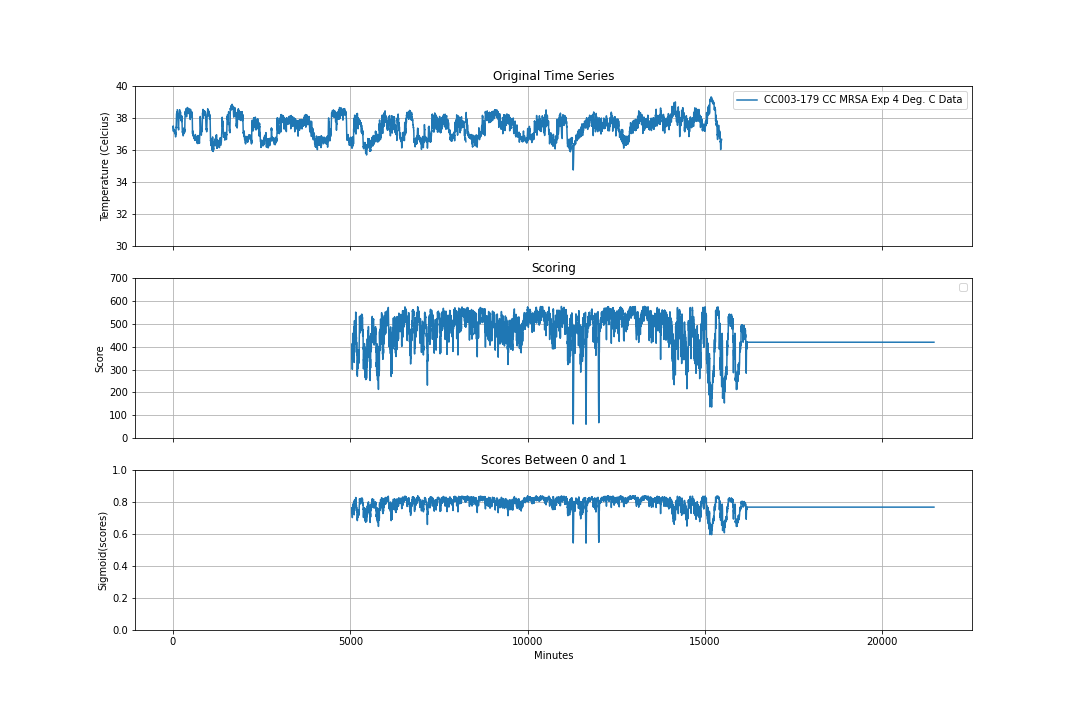 Original Time Series
40
38
36
34
32
30
Temperature (Celcius)
CC003-179 CC MRSA Exp 4 Deg. C Data
Scoring
700
600
500
400
300
200
100
0
Score
Scores Between 0 and 1
1.0
0.8
0.6
0.4
0.2
0.0
Sigmoid(scores)
0 5000 10000 15000 20000
Minutes